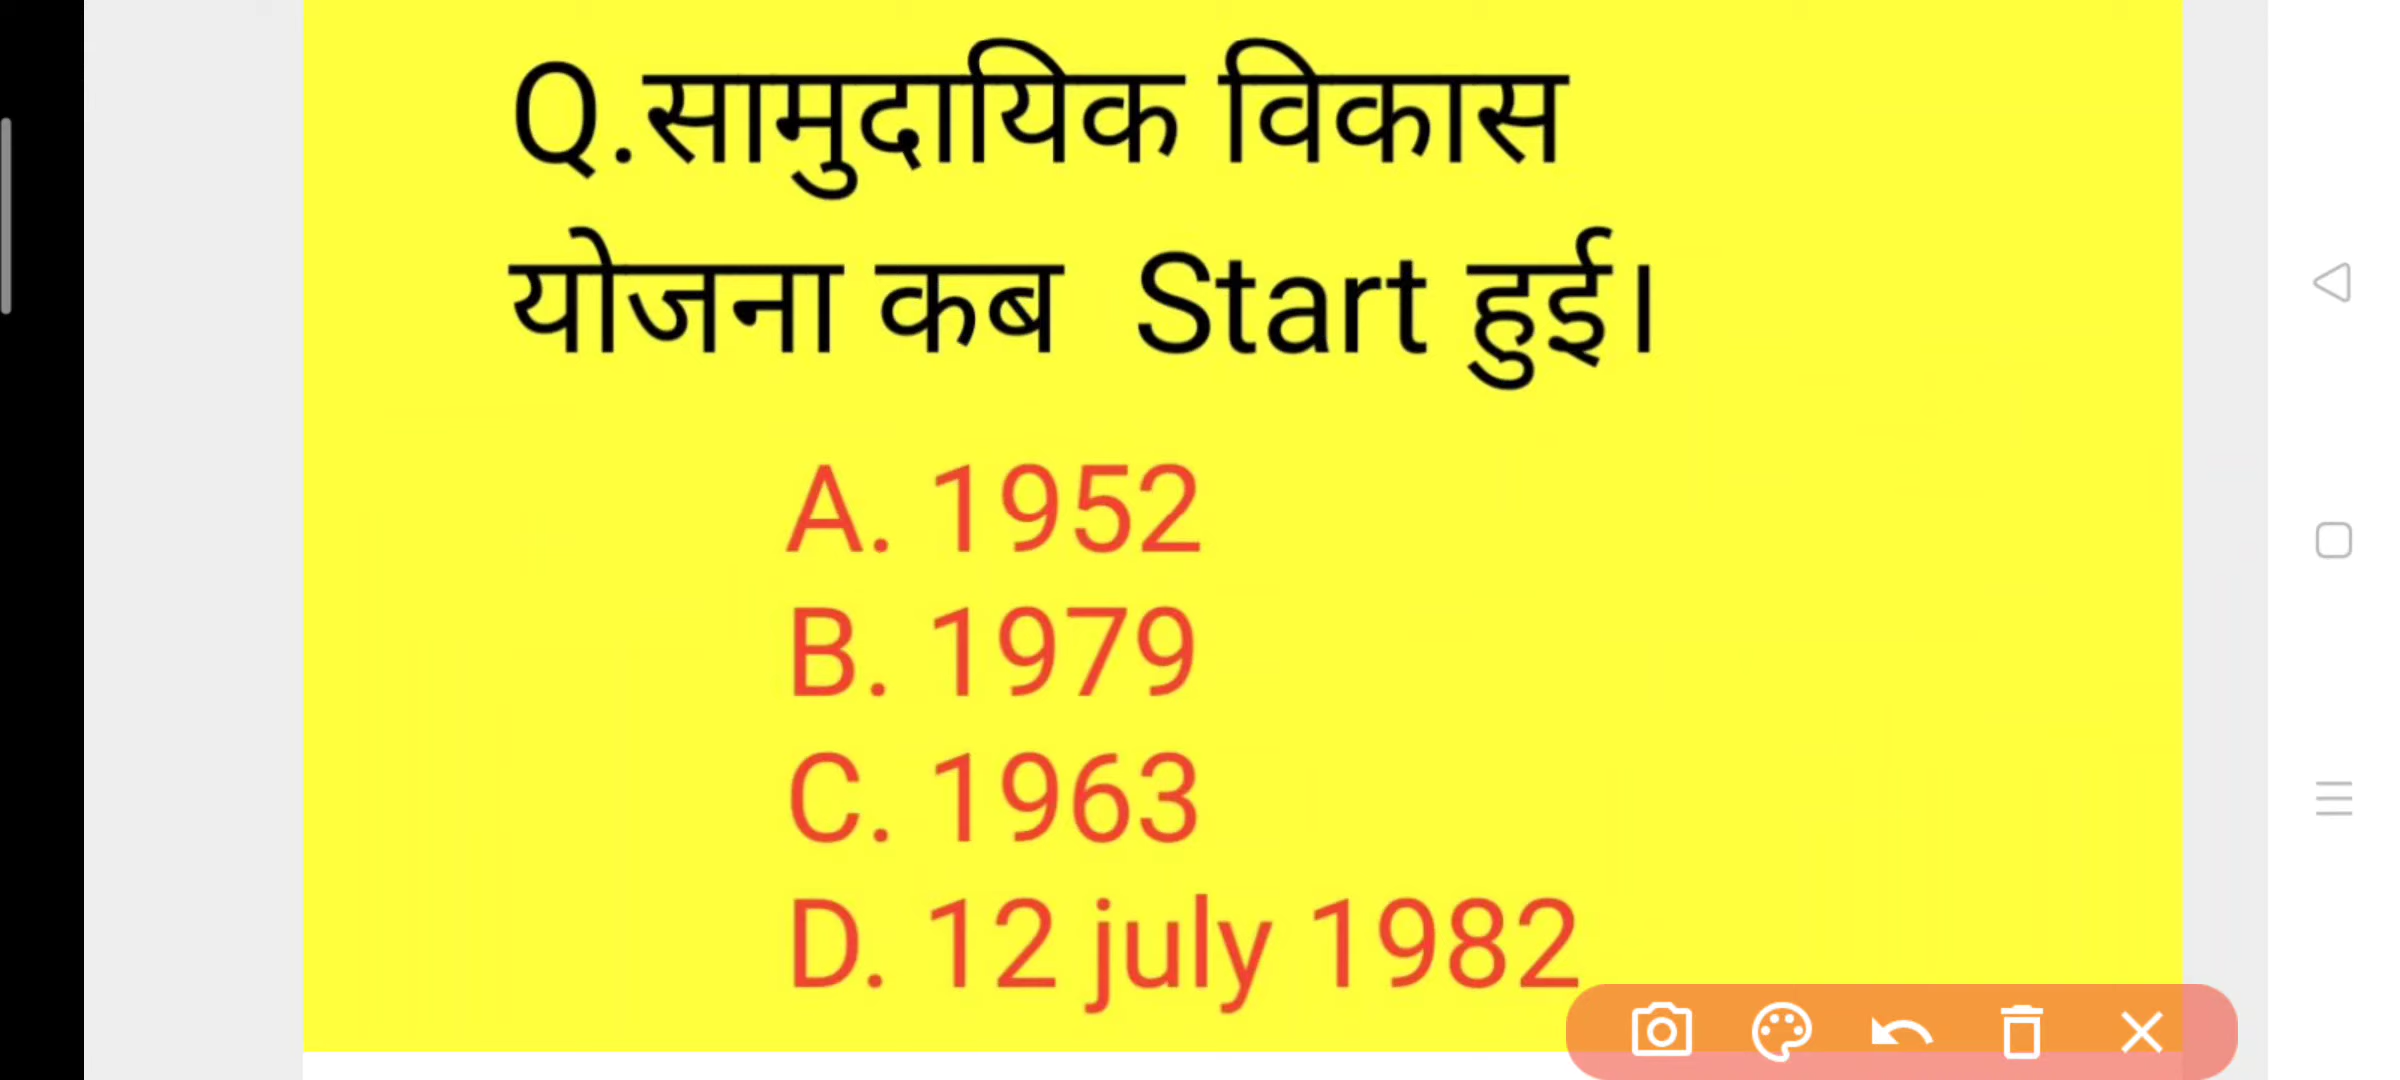 Q.सामुदायिक विकास
योजना कब Start हुई।
A. 1952
B. 1979
C. 1963
D. 12 july 1982